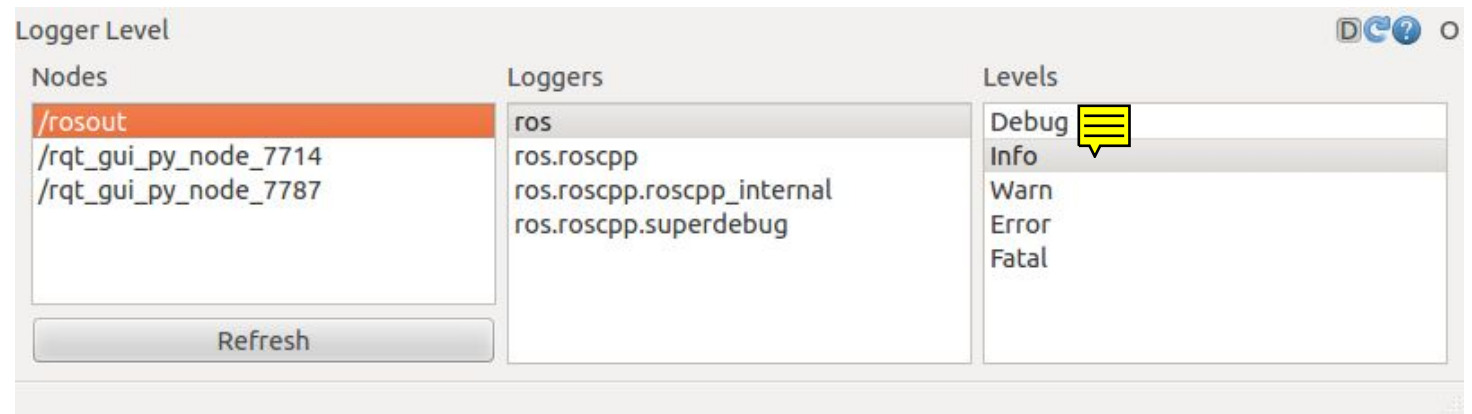 Logger Level
D ? O
Nodes
/rosout
/rqt_gui_py_node_7714
/rqt_gui_py_node_7787
Refresh
Loggers
ros
ros.roscpp
ros.roscpp.roscpp_internal
ros.roscpp.superdebug
Levels
Debug
Info
Warn
Error
Fatal